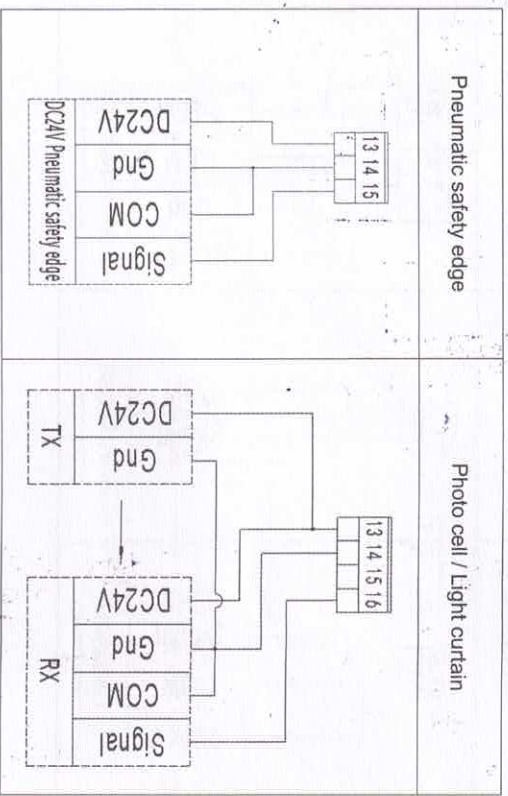 Pneumatic safety edge
13 14 15
DC24V
Gnd
COM
Signal
DC24V Pneumatic safety edge
Photo cell / Light curtain
13 14 15 16
DC24V
Gnd
TX
DC24V
Gnd
COM
Signal
RX